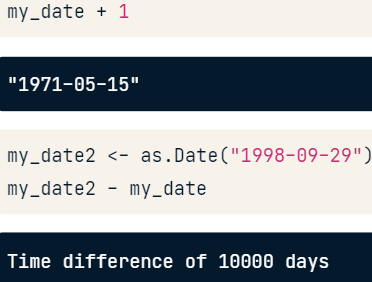 my_date + 1
"1971-05-15"
my_date2 <- as.Date("1998-09-29")
my_date2 - my_date
Time difference of 10000 days